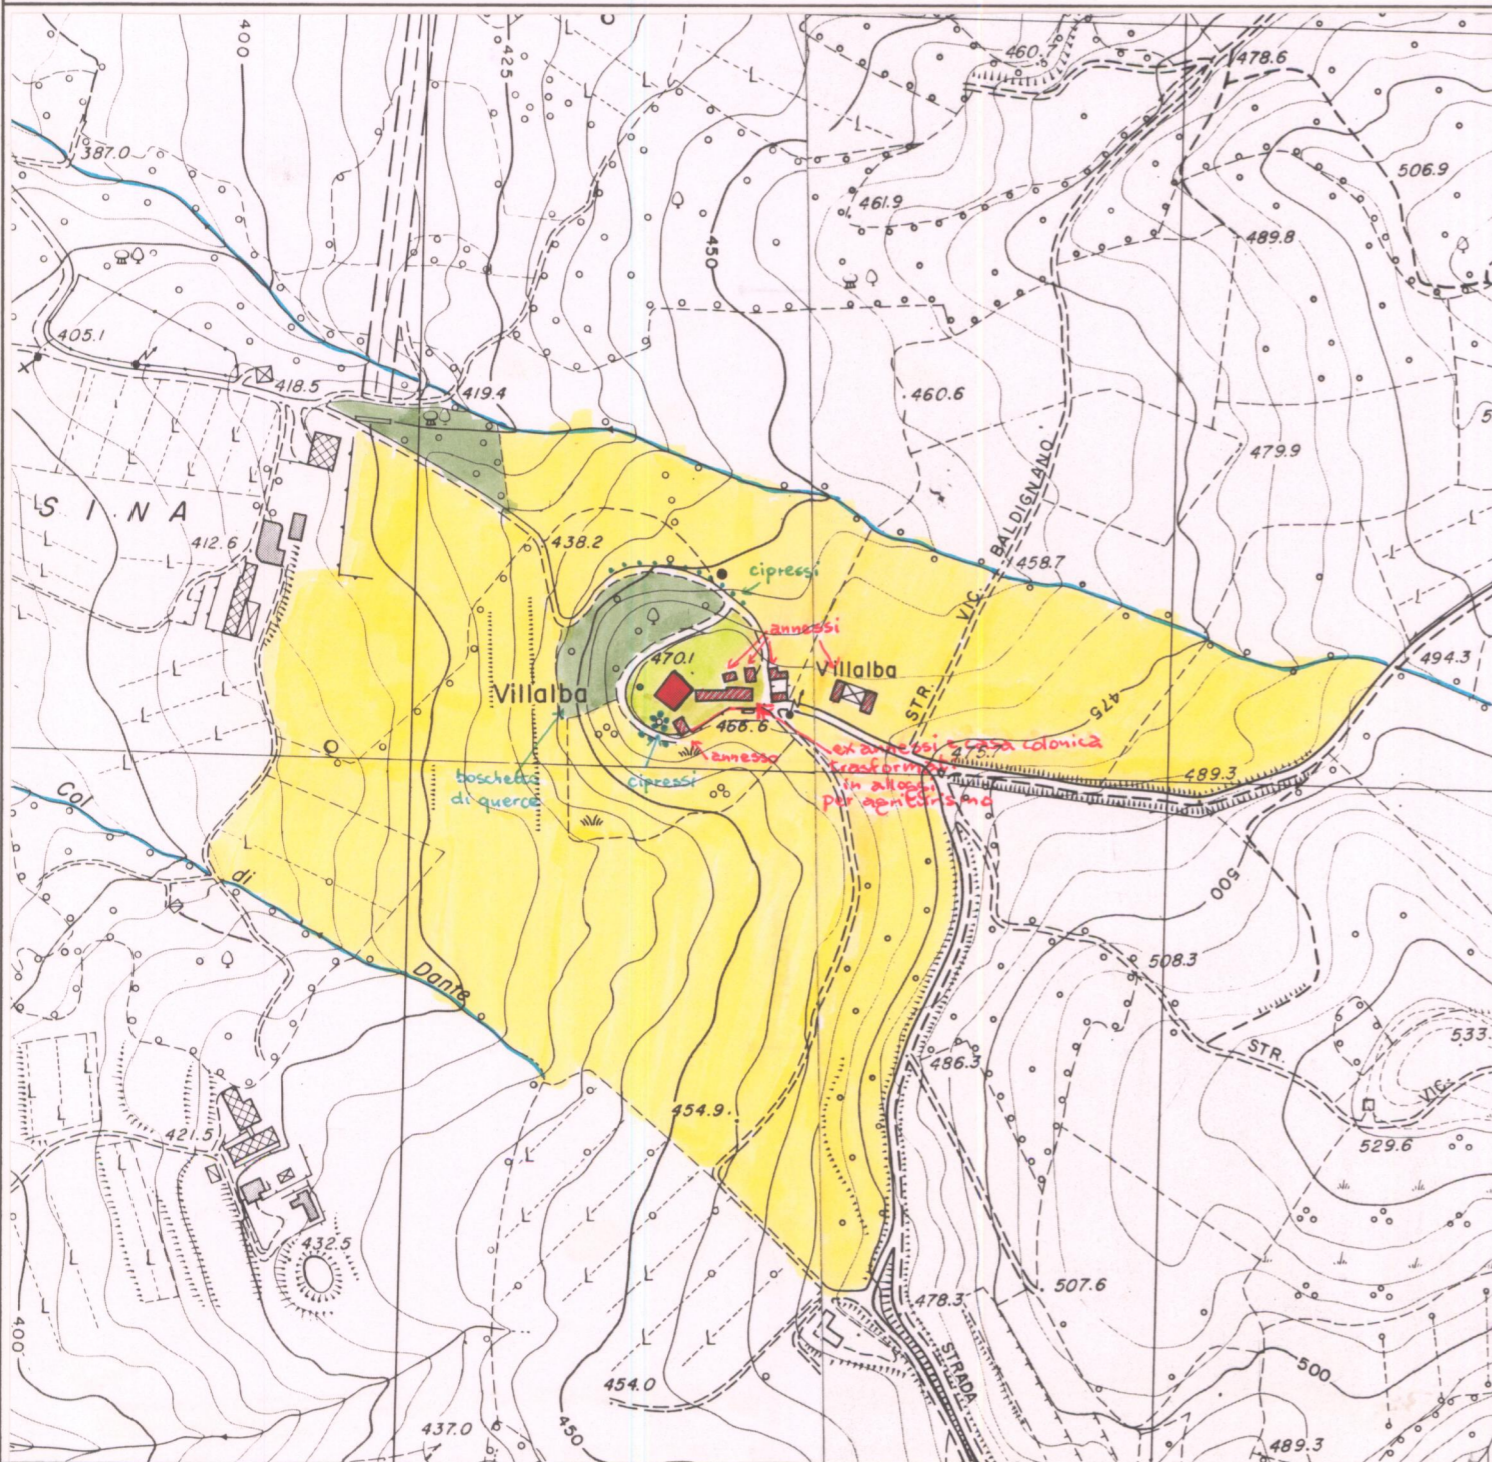 400
425
460.7
478.6
387.0
506.9
461.9
489.8
450
405.1
418.5
419.4
460.6
479.9
S I N A
412.6
438.2
STR. VIC. BALDIGNANO
458.7
cipressi
annessi
470.1
Villalba
Villalba
494.3
475
466.6
ex annessi e casa colonica
trasformati
in alloggi
per agriturismo
annesso
boschetto
di querce
cipressi
489.3
Col di Dante
500
508.3
STR.
VIC.
533.
486.3
454.9
529.6
421.5
432.5
507.6
478.3
STRADA
400
454.0
500
437.0
450
489.3